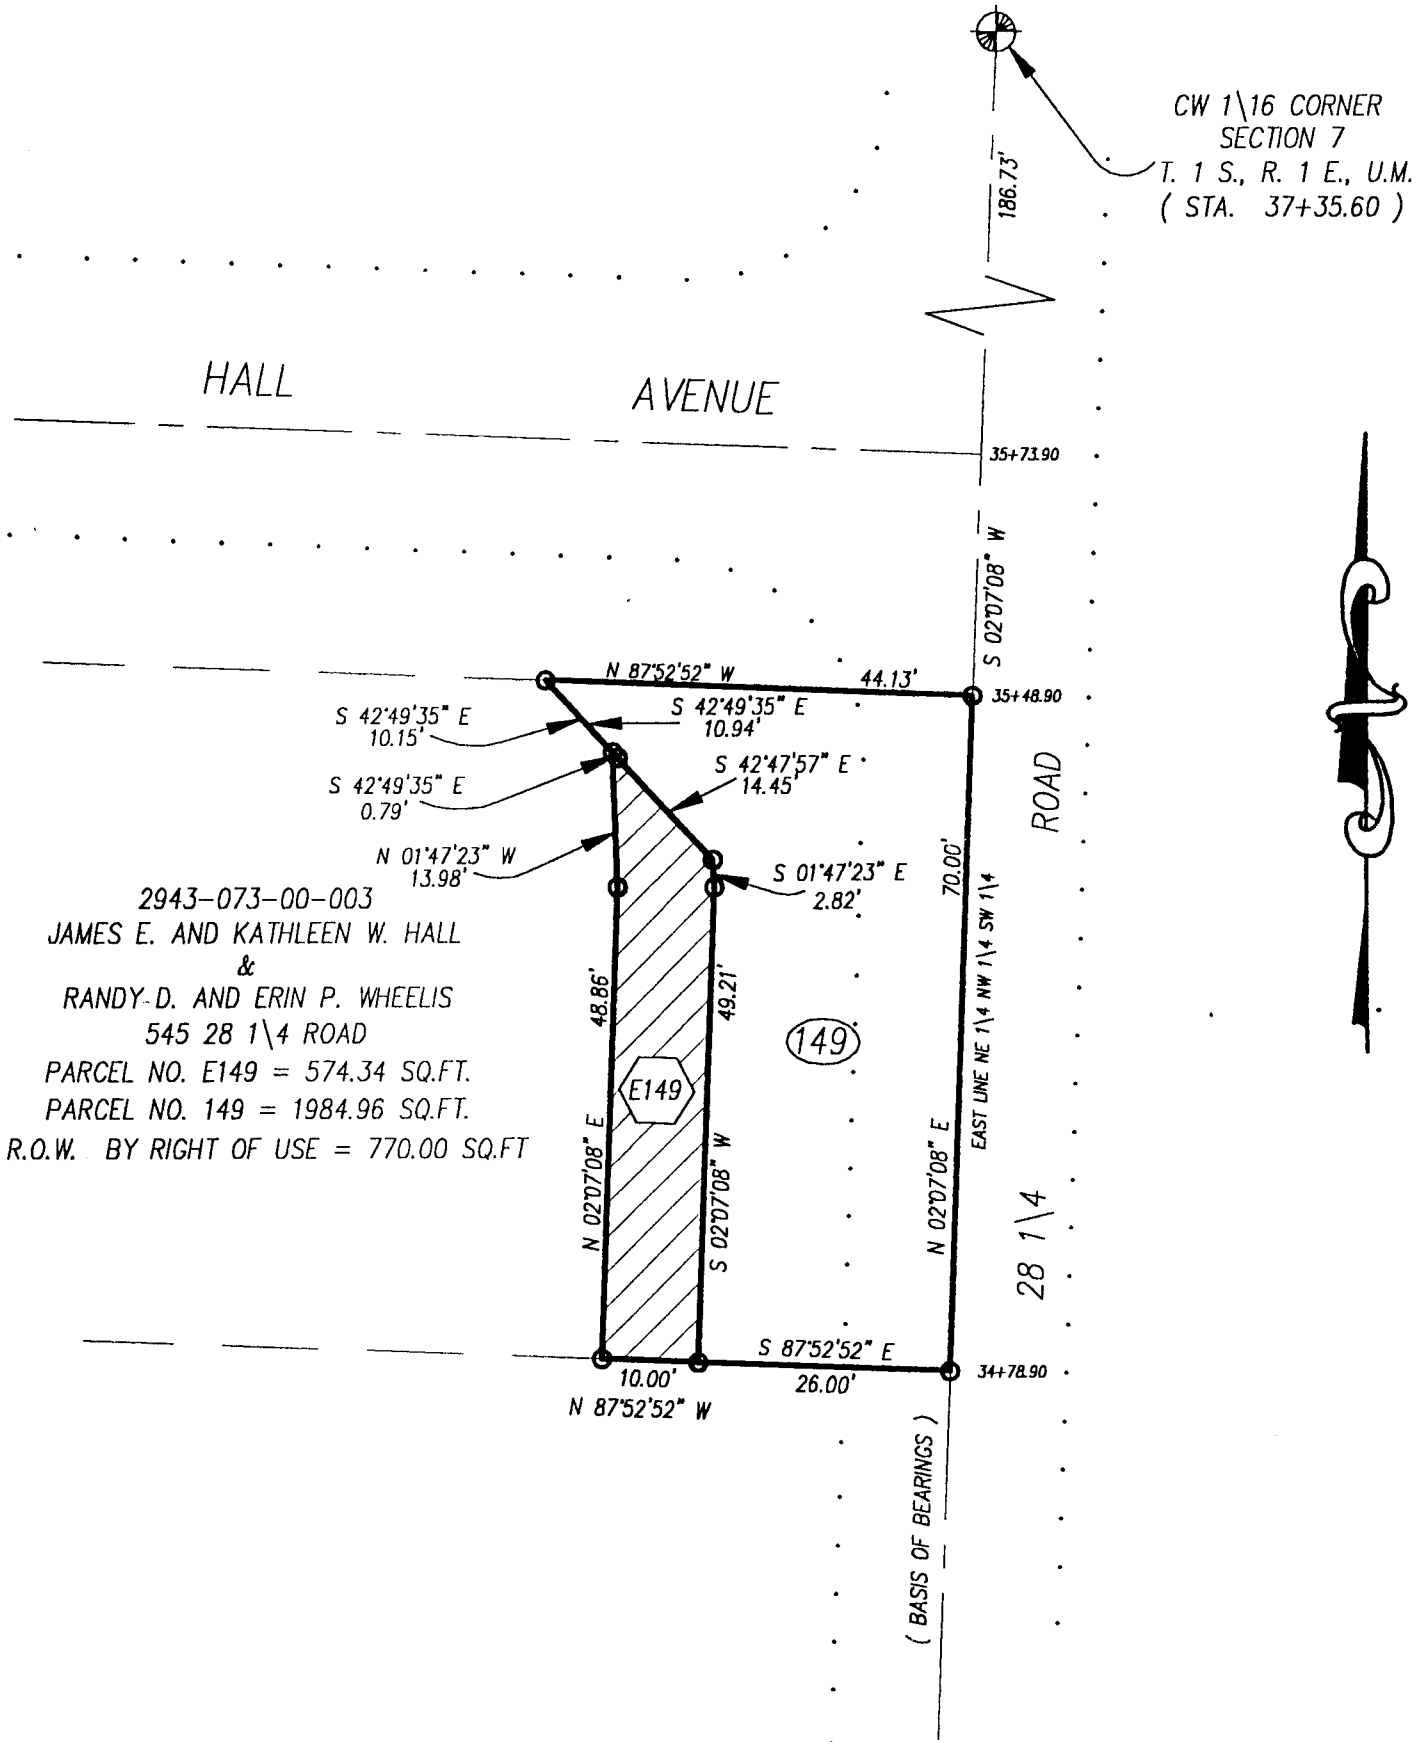 CW 1\16 CORNER
SECTION 7
T. 1 S., R. 1 E., U.M.
( STA. 37+35.60 )
186.73'
HALL AVENUE
35+73.90
S 02°07'08" W
N 87°52'52" W 44.13'
35+48.90
S 42°49'35" E
10.15'
S 42°49'35" E
10.94'
S 42°47'57" E
14.45'
S 42°49'35" E
0.79'
N 01°47'23" W
13.98'
S 01°47'23" E
2.82'
2943-073-00-003
JAMES E. AND KATHLEEN W. HALL
&
RANDY D. AND ERIN P. WHEELIS
545 28 1\4 ROAD
PARCEL NO. E149 = 574.34 SQ.FT.
PARCEL NO. 149 = 1984.96 SQ.FT.
R.O.W. BY RIGHT OF USE = 770.00 SQ.FT
N 02°07'08" E 48.86'
E149
S 02°07'08" W 49.21'
149
N 02°07'08" E 70.00'
EAST LINE NE 1\4 NW 1\4 SW 1\4
28 1\4 ROAD
S 87°52'52" E
26.00'
34+78.90
10.00'
N 87°52'52" W
( BASIS OF BEARINGS )